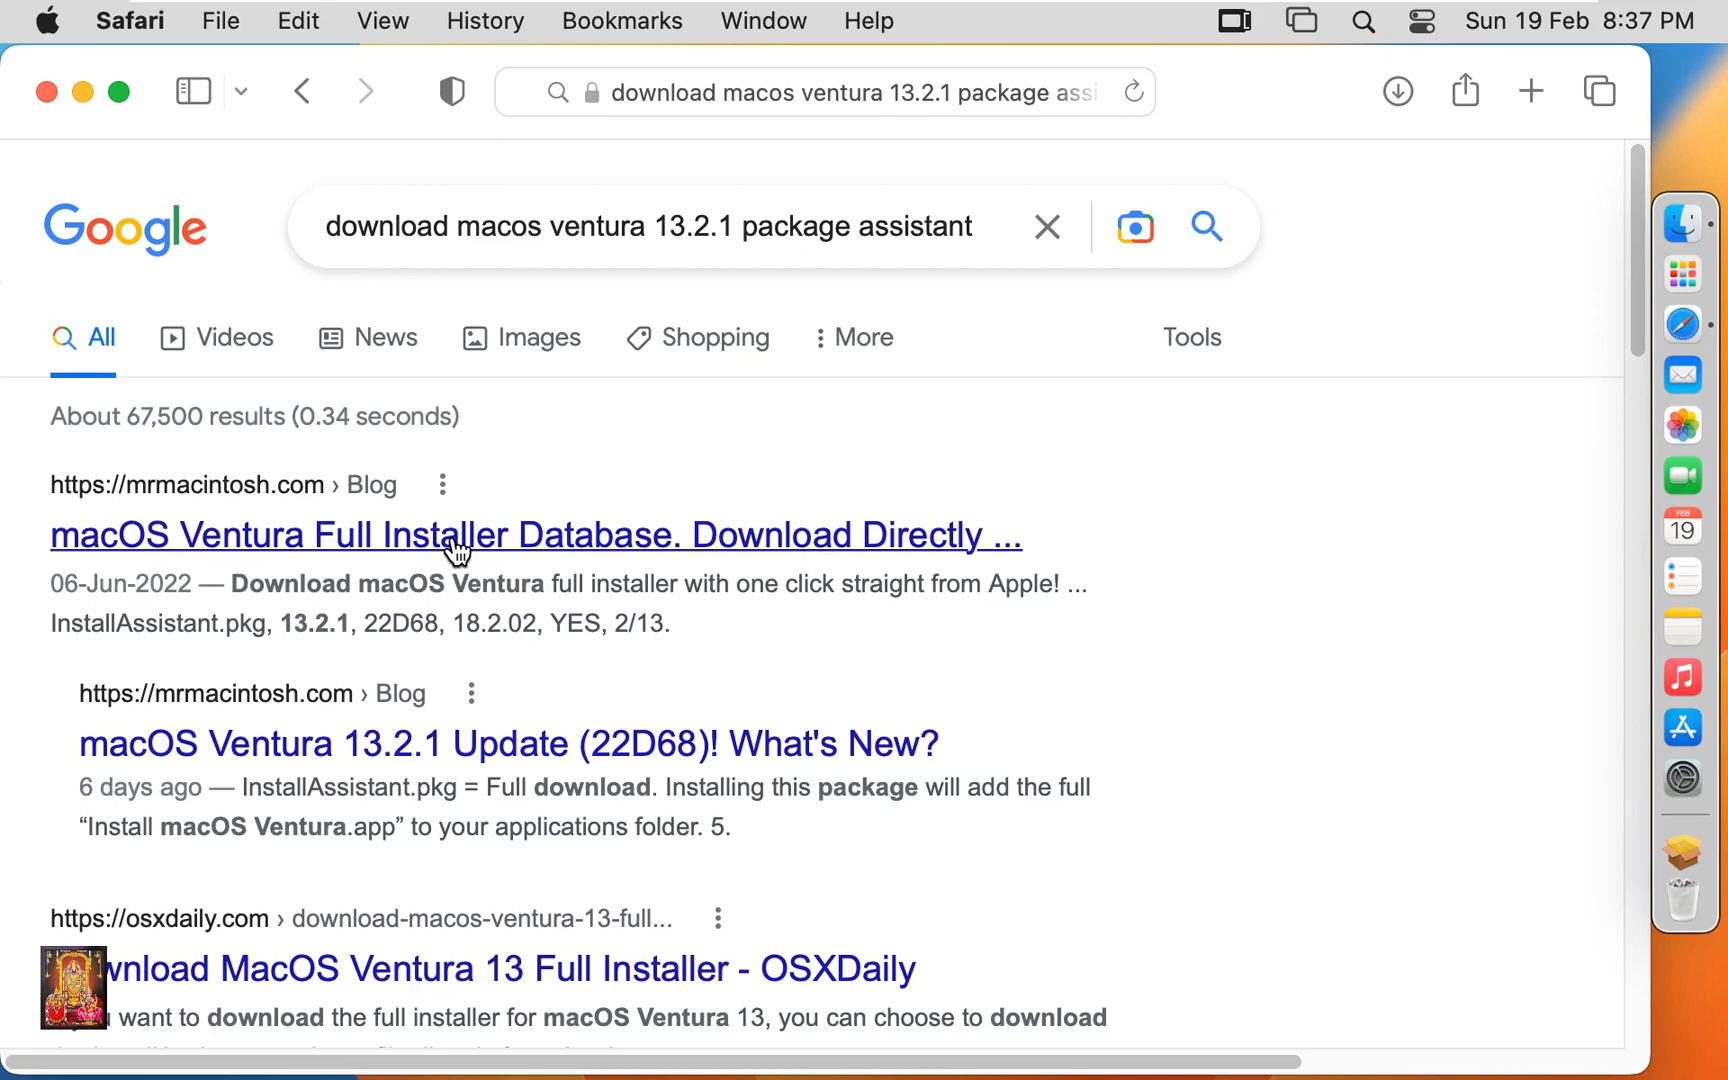 Safari File Edit View History Bookmarks Window Help Sun 19 Feb 8:37 PM
download macos ventura 13.2.1 package assi
Google download macos ventura 13.2.1 package assistant
All Videos News Images Shopping More Tools
About 67,500 results (0.34 seconds)
https://mrmacintosh.com › Blog
macOS Ventura Full Installer Database. Download Directly ...
06-Jun-2022 — Download macOS Ventura full installer with one click straight from Apple! ...
InstallAssistant.pkg, 13.2.1, 22D68, 18.2.02, YES, 2/13.
https://mrmacintosh.com › Blog
macOS Ventura 13.2.1 Update (22D68)! What's New?
6 days ago — InstallAssistant.pkg = Full download. Installing this package will add the full
“Install macOS Ventura.app” to your applications folder. 5.
https://osxdaily.com › download-macos-ventura-13-full...
wnload MacOS Ventura 13 Full Installer - OSXDaily
want to download the full installer for macOS Ventura 13, you can choose to download
FEB
19